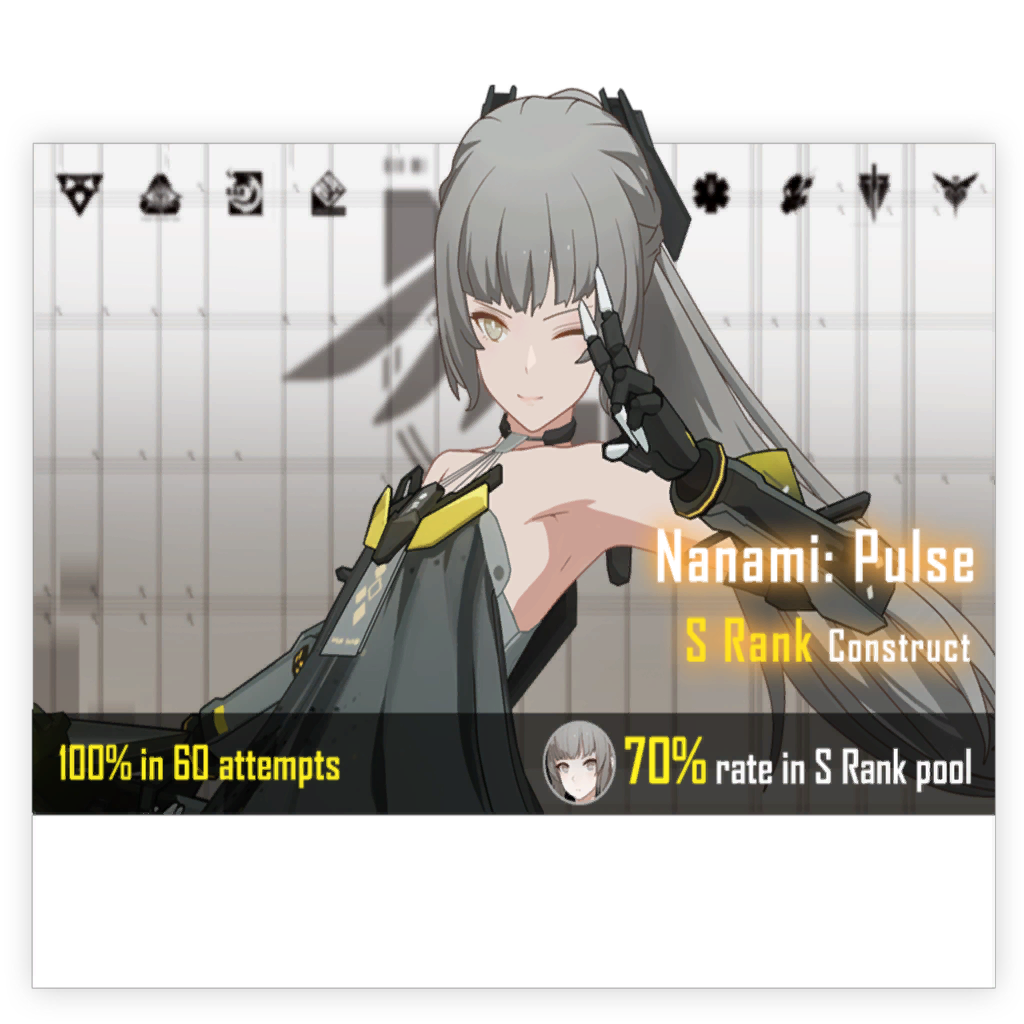 Nanami: Pulse
S Rank Construct
100% in 60 attempts
70% rate in S Rank pool